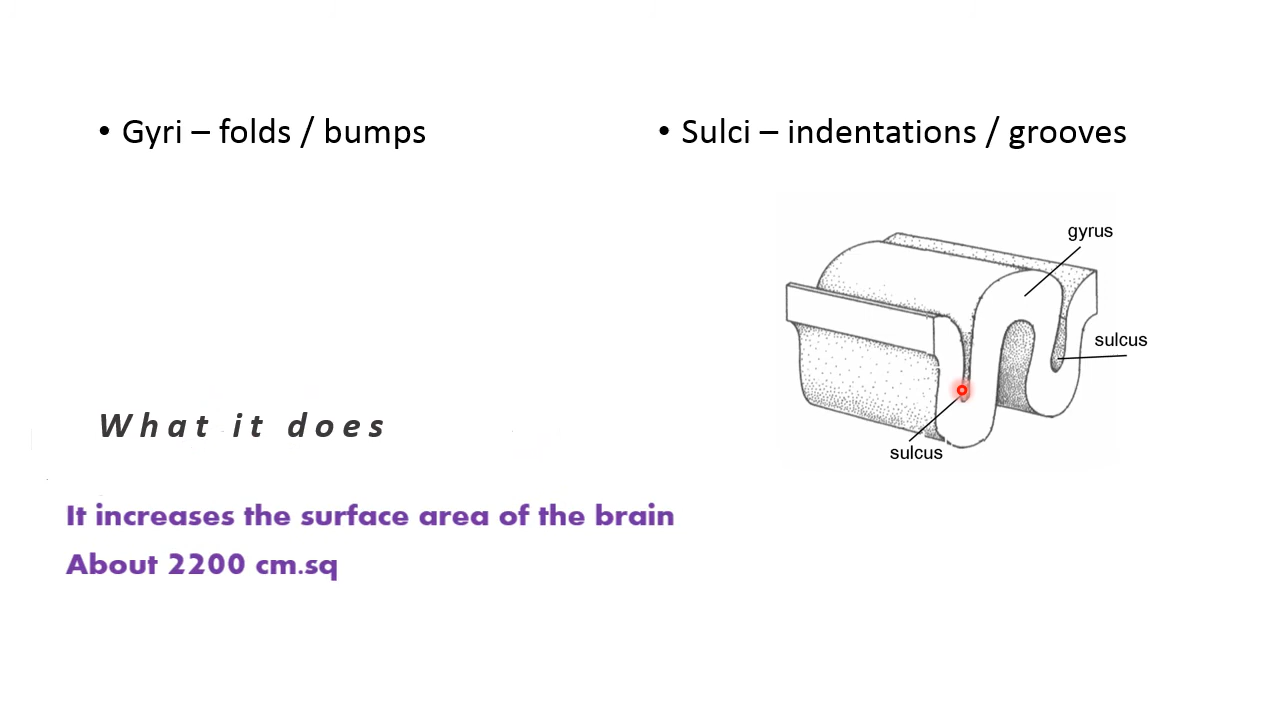 • Gyri – folds / bumps
• Sulci – indentations / grooves
gyrus
sulcus
sulcus
What it does
It increases the surface area of the brain
About 2200 cm.sq